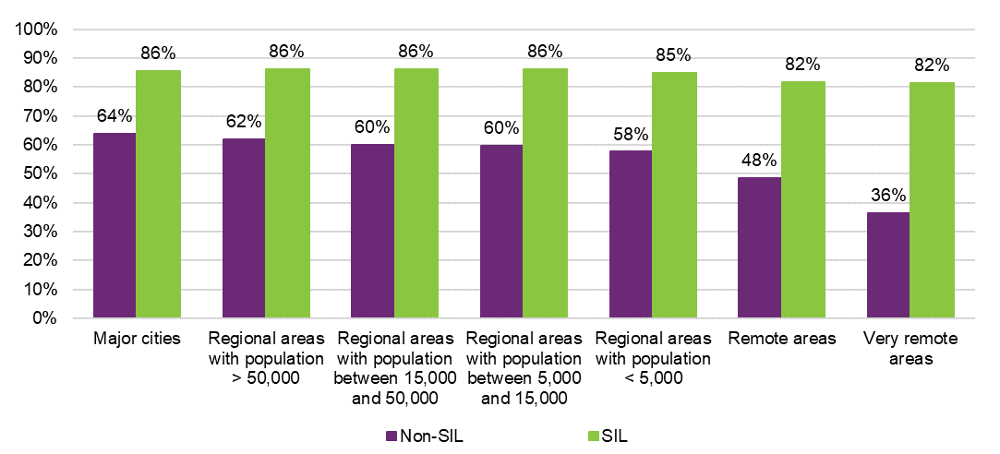 100%
90%
80%
70%
60%
50%
40%
30%
20%
10%
0%
64%
86%
62%
86%
60%
86%
60%
86%
58%
85%
48%
82%
36%
82%
Major cities
Regional areas
with population
> 50,000
Regional areas
with population
between 15,000
and 50,000
Regional areas
with population
between 5,000
and 15,000
Regional areas
with population
< 5,000
Remote areas
Very remote
areas
Non-SIL
SIL